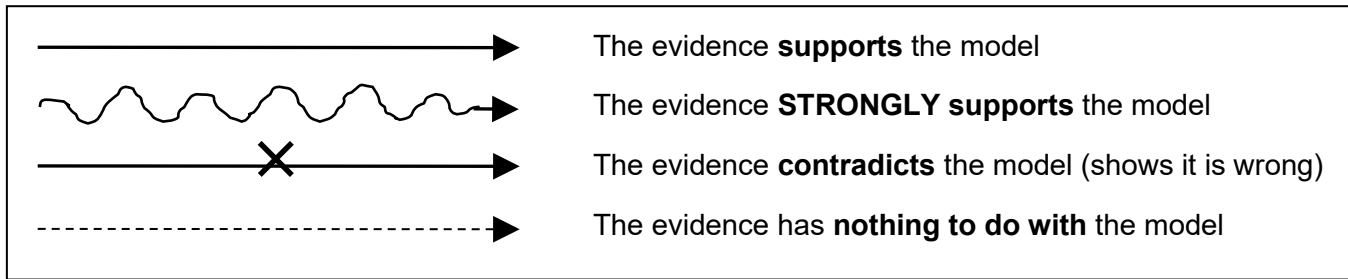 The evidence supports the model
The evidence STRONGLY supports the model
The evidence contradicts the model (shows it is wrong)
The evidence has nothing to do with the model